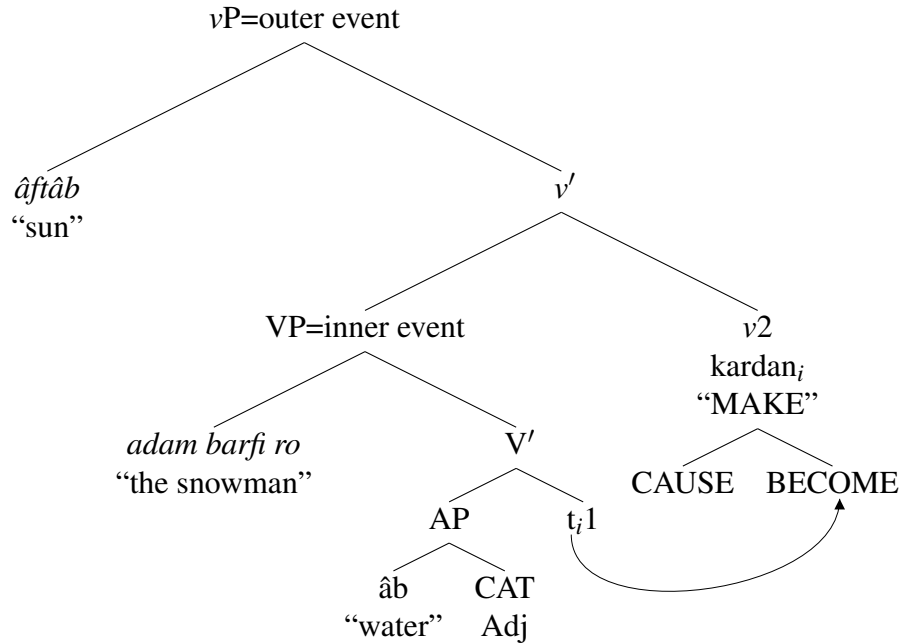 vP=outer event
âftâb
“sun”
v′
VP=inner event
v2
kardanᵢ
“MAKE”
adam barfi ro
“the snowman”
V′
CAUSE BECOME
AP
tᵢ1
âb
“water”
CAT
Adj